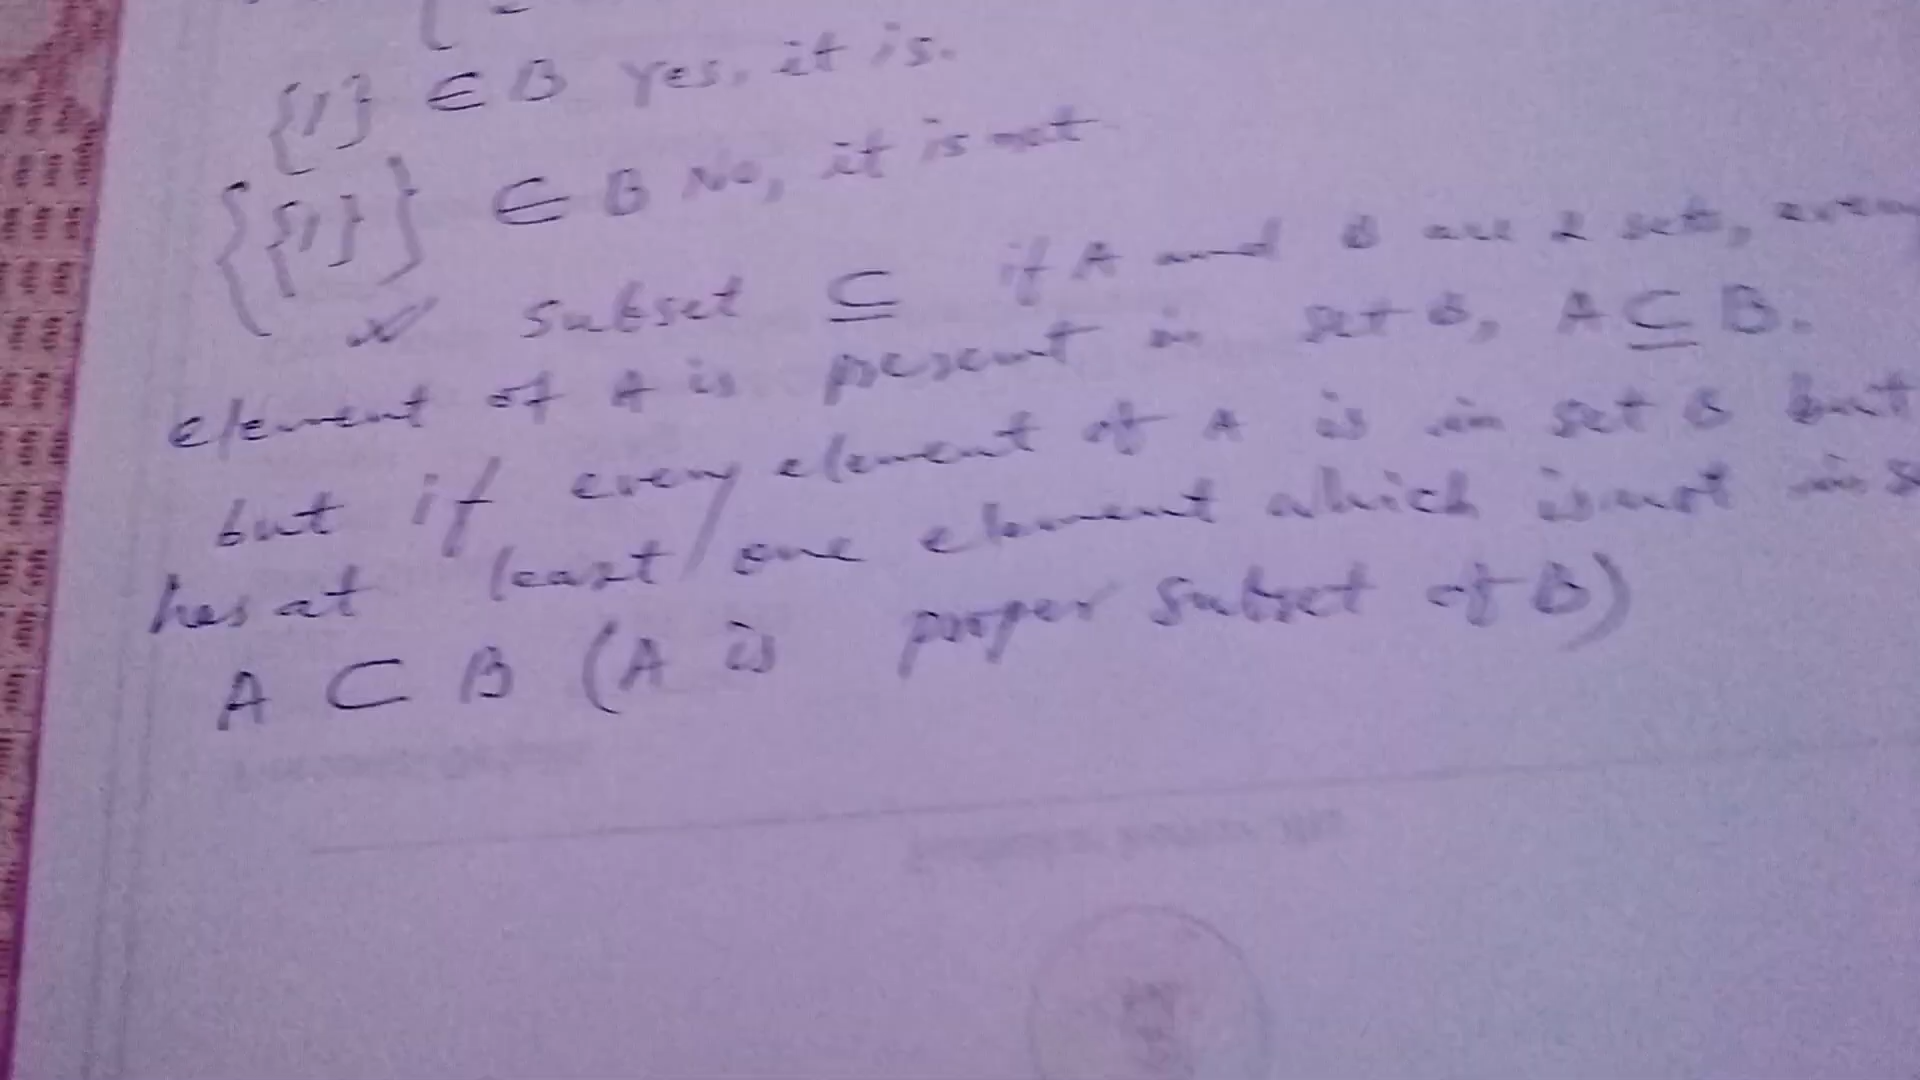 {1} ∈ B Yes, it is.
{{1}} ∈ B No, it is not
Subset ⊆ if A and B are 2 sets, every
element of A is present in set B, A ⊆ B.
but if every element of A is in set B but
has at least one element which is not in
A ⊂ B (A is proper subset of B)